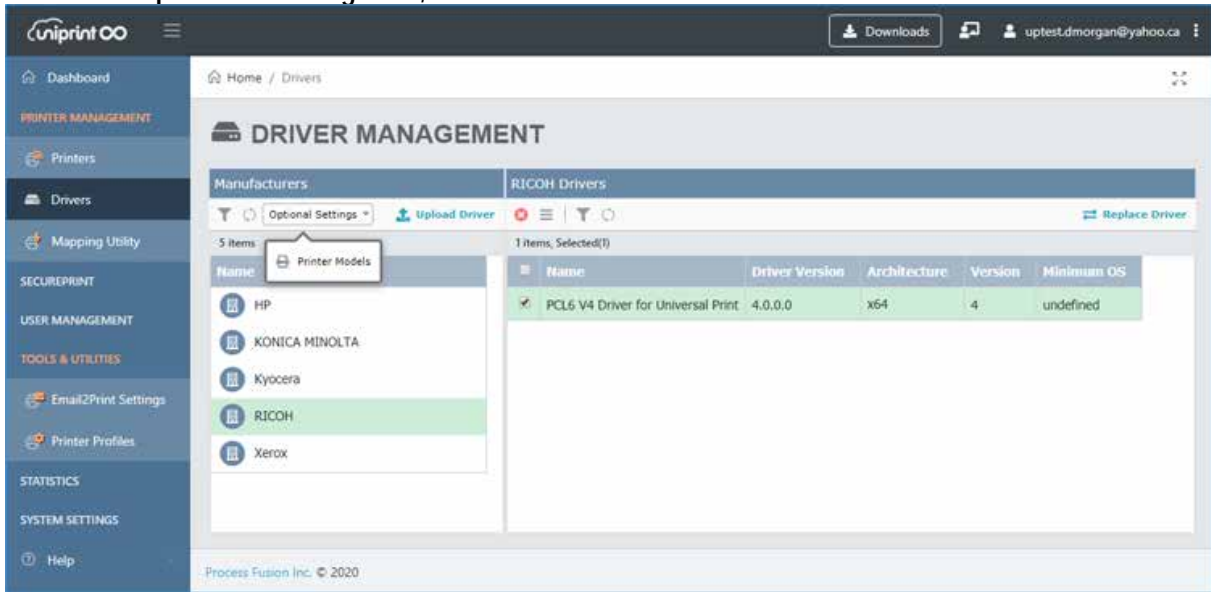 uniprint
Downloads
uptest.dmorgan@yahoo.ca
Dashboard
Home / Drivers
PRINTER MANAGEMENT
DRIVER MANAGEMENT
Printers
Manufacturers
RICOH Drivers
Drivers
Optional Settings
Upload Driver
Replace Driver
Mapping Utility
5 items
1 items, Selected(1)
Printer Models
Name
Name Driver Version Architecture Version Minimum OS
SECUREPRINT
HP
PCL6 V4 Driver for Universal Print 4.0.0.0 x64 4 undefined
USER MANAGEMENT
KONICA MINOLTA
TOOLS & UTILITIES
Kyocera
Email2Print Settings
RICOH
Printer Profiles
Xerox
STATISTICS
SYSTEM SETTINGS
Help
Process Fusion Inc. © 2020